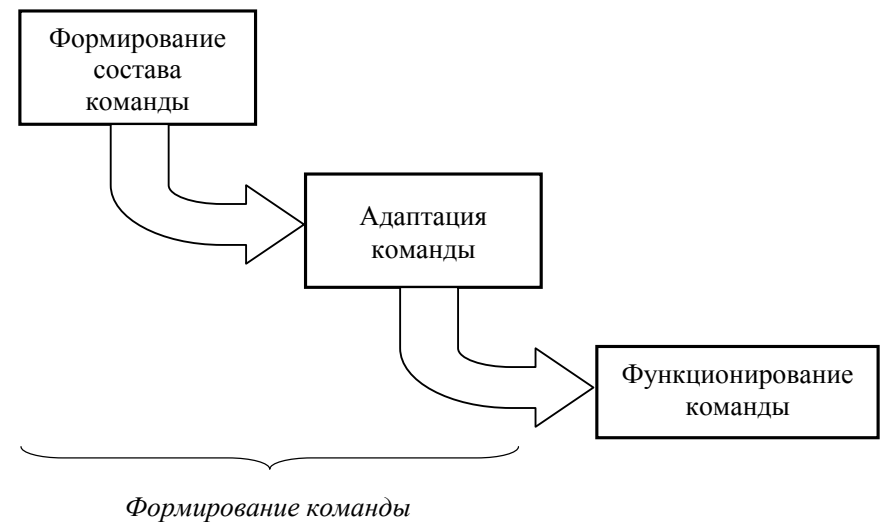 Формирование
состава
команды
Адаптация
команды
Функционирование
команды
Формирование команды